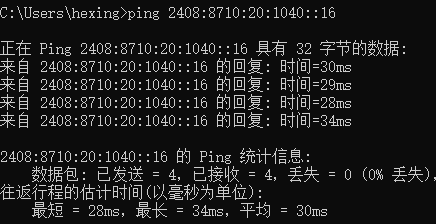 C:\Users\hexing>ping 2408:8710:20:1040::16
正在 Ping 2408:8710:20:1040::16 具有 32 字节的数据:
来自 2408:8710:20:1040::16 的回复: 时间=30ms
来自 2408:8710:20:1040::16 的回复: 时间=29ms
来自 2408:8710:20:1040::16 的回复: 时间=28ms
来自 2408:8710:20:1040::16 的回复: 时间=34ms
2408:8710:20:1040::16 的 Ping 统计信息:
数据包: 已发送 = 4, 已接收 = 4, 丢失 = 0 (0% 丢失),
往返行程的估计时间(以毫秒为单位):
最短 = 28ms, 最长 = 34ms, 平均 = 30ms